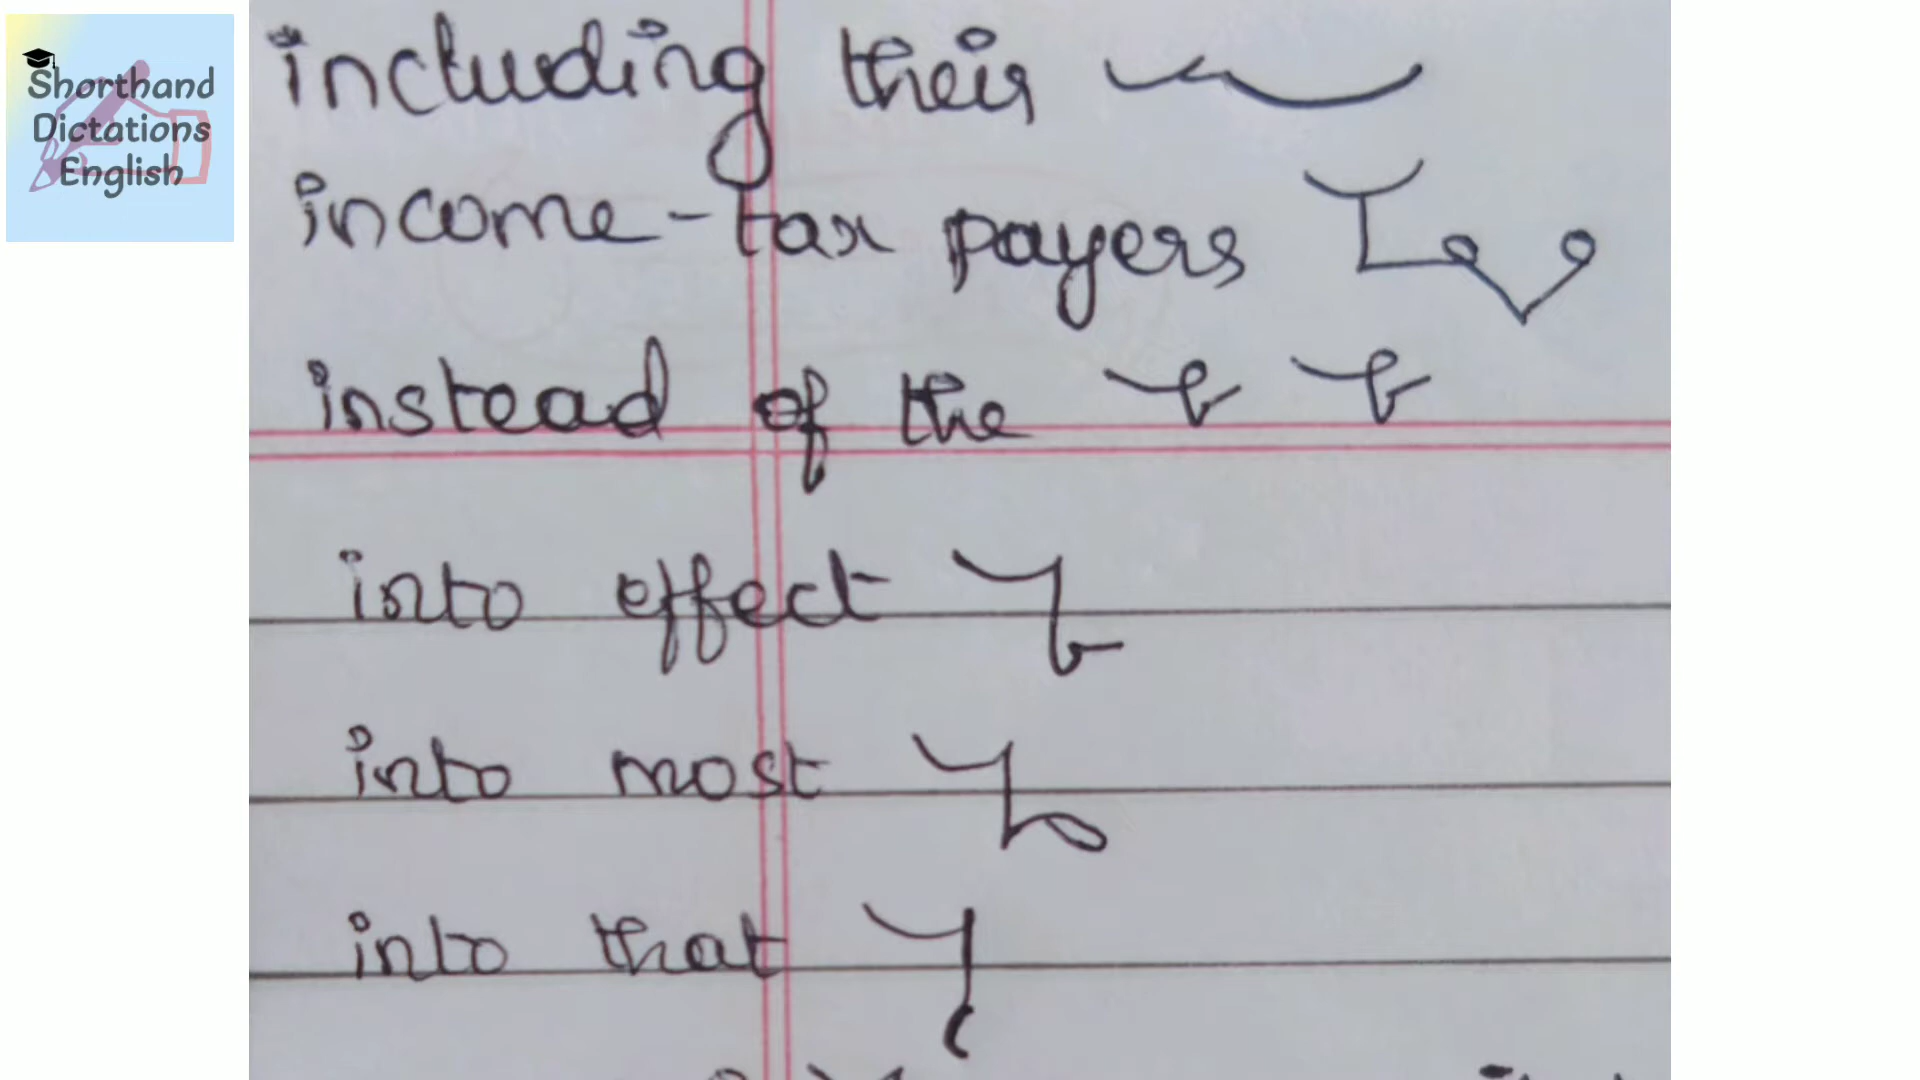 Shorthand
Dictations
English
including their
income-tax payers
instead of the
into effect
into most
into that